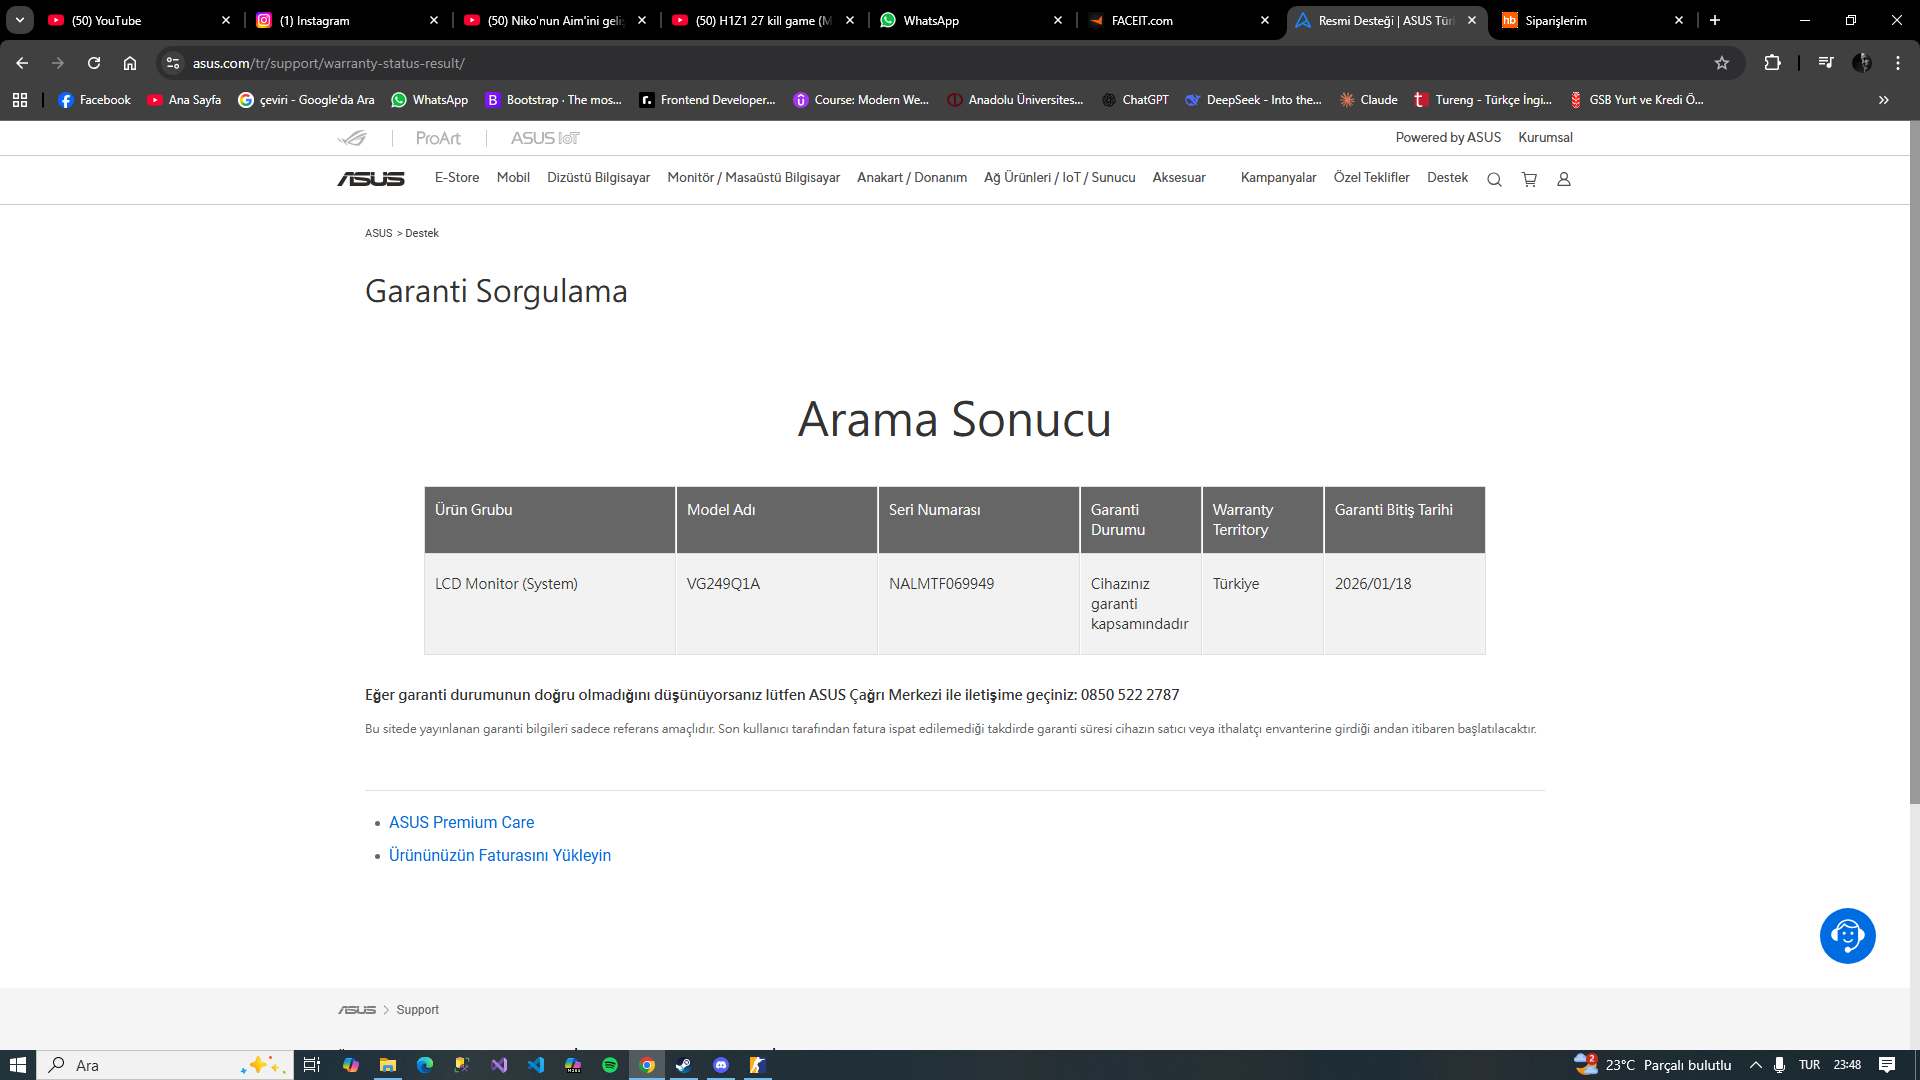 (50) YouTube
(1) Instagram
(50) Niko'nun Aim'ini geli
(50) H1Z1 27 kill game (M
WhatsApp
FACEIT.com
Resmi Desteği | ASUS Tür
hb Siparişlerim
asus.com/tr/support/warranty-status-result/
Facebook
Ana Sayfa
çeviri - Google'da Ara
WhatsApp
Bootstrap · The mos...
Frontend Developer...
Course: Modern We...
Anadolu Üniversites...
ChatGPT
DeepSeek - Into the...
Claude
Tureng - Türkçe İngi...
GSB Yurt ve Kredi Ö...
ProArt
ASUS IoT
Powered by ASUS
Kurumsal
ASUS
E-Store
Mobil
Dizüstü Bilgisayar
Monitör / Masaüstü Bilgisayar
Anakart / Donanım
Ağ Ürünleri / IoT / Sunucu
Aksesuar
Kampanyalar
Özel Teklifler
Destek
ASUS > Destek
Garanti Sorgulama
Arama Sonucu
Ürün Grubu
Model Adı
Seri Numarası
Garanti
Durumu
Warranty
Territory
Garanti Bitiş Tarihi
LCD Monitor (System)
VG249Q1A
NALMTF069949
Cihazınız
garanti
kapsamındadır
Türkiye
2026/01/18
Eğer garanti durumunun doğru olmadığını düşünüyorsanız lütfen ASUS Çağrı Merkezi ile iletişime geçiniz: 0850 522 2787
Bu sitede yayınlanan garanti bilgileri sadece referans amaçlıdır. Son kullanıcı tarafından fatura ispat edilemediği takdirde garanti süresi cihazın satıcı veya ithalatçı envanterine girdiği andan itibaren başlatılacaktır.
ASUS Premium Care
Ürününüzün Faturasını Yükleyin
ASUS > Support
Ara
2
23°C Parçalı bulutlu
TUR
23:48